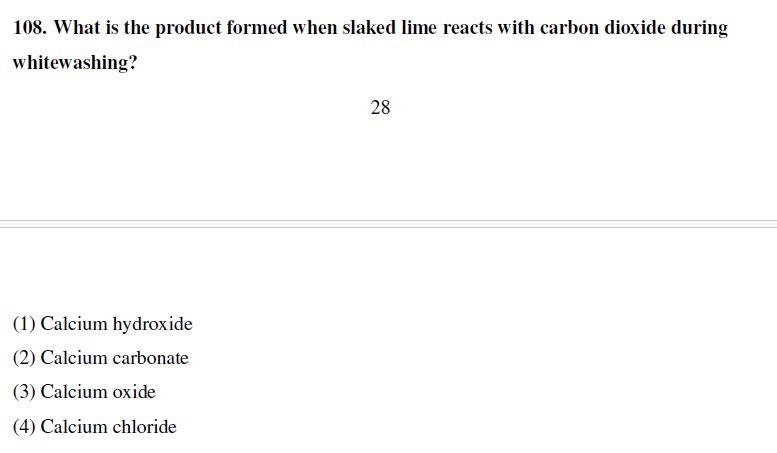 108. What is the product formed when slaked lime reacts with carbon dioxide during
whitewashing?
28
(1) Calcium hydroxide
(2) Calcium carbonate
(3) Calcium oxide
(4) Calcium chloride